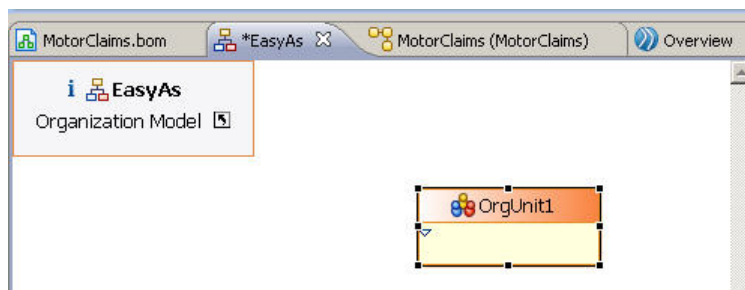 MotorClaims.bom
*EasyAs
MotorClaims (MotorClaims)
Overview
EasyAs
Organization Model
OrgUnit1